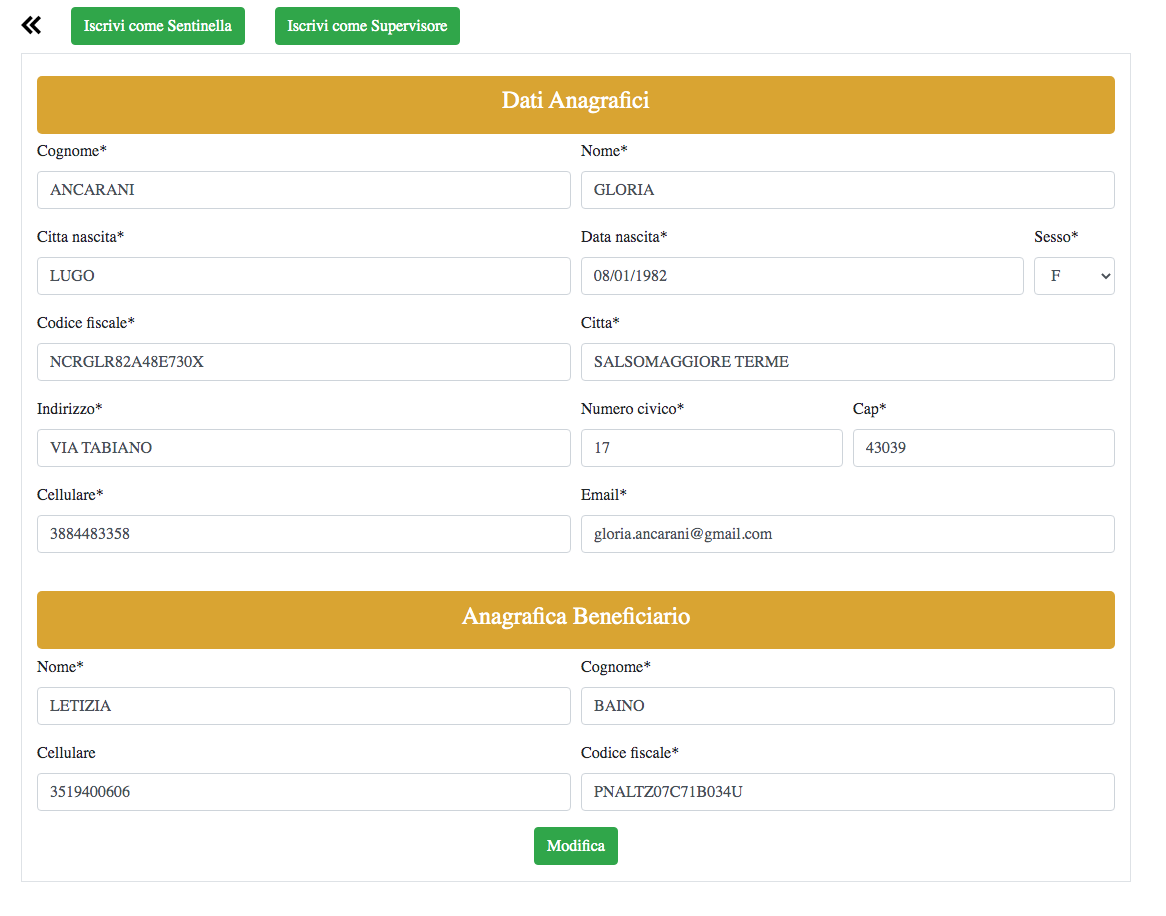 Iscrivi come Sentinella Iscrivi come Supervisore
Dati Anagrafici
Cognome* Nome*
ANCARANI GLORIA
Citta nascita* Data nascita* Sesso*
LUGO 08/01/1982 F
Codice fiscale* Citta*
NCRGLR82A48E730X SALSOMAGGIORE TERME
Indirizzo* Numero civico* Cap*
VIA TABIANO 17 43039
Cellulare* Email*
3884483358 gloria.ancarani@gmail.com
Anagrafica Beneficiario
Nome* Cognome*
LETIZIA BAINO
Cellulare Codice fiscale*
3519400606 PNALTZ07C71B034U
Modifica